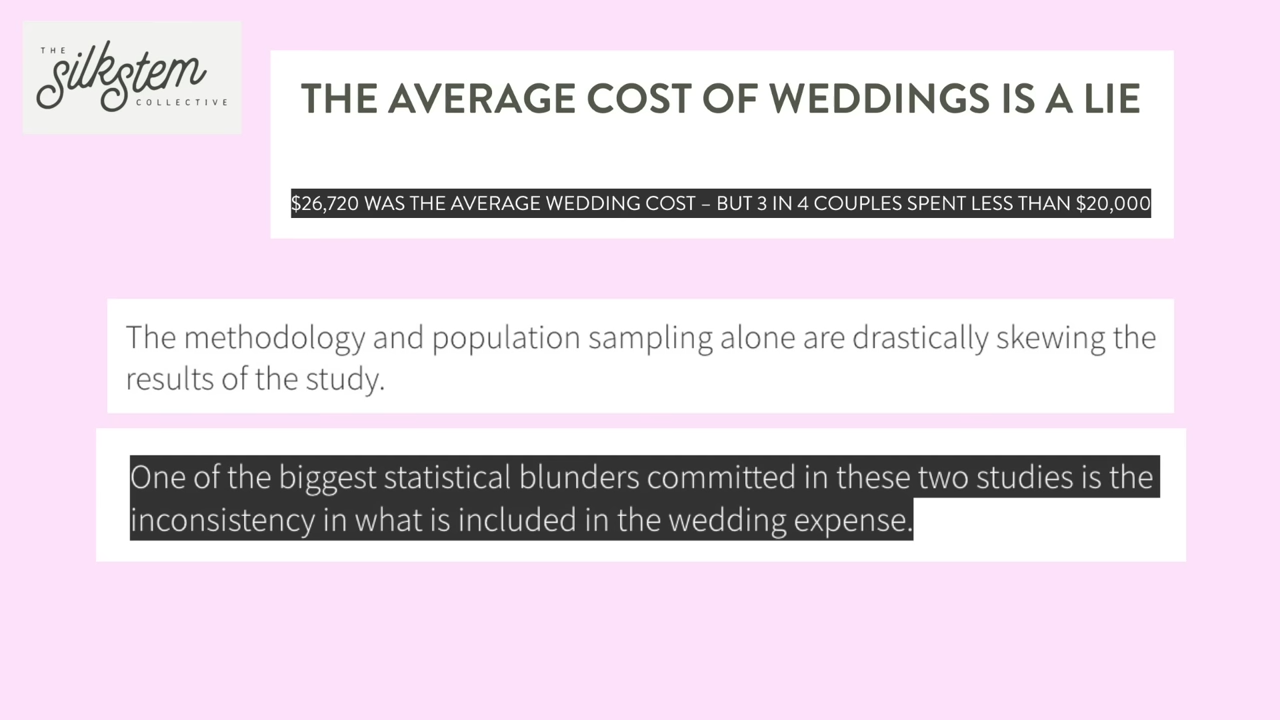 THE
silkstem
COLLECTIVE
THE AVERAGE COST OF WEDDINGS IS A LIE
$26,720 WAS THE AVERAGE WEDDING COST – BUT 3 IN 4 COUPLES SPENT LESS THAN $20,000
The methodology and population sampling alone are drastically skewing the
results of the study.
One of the biggest statistical blunders committed in these two studies is the
inconsistency in what is included in the wedding expense.